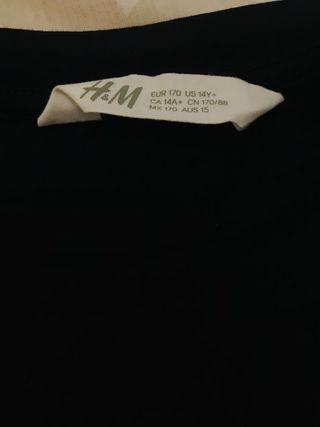 H&M
EUR 170 US 14Y+
CA 14A+ CN 170/88
MX 170 AUS 15